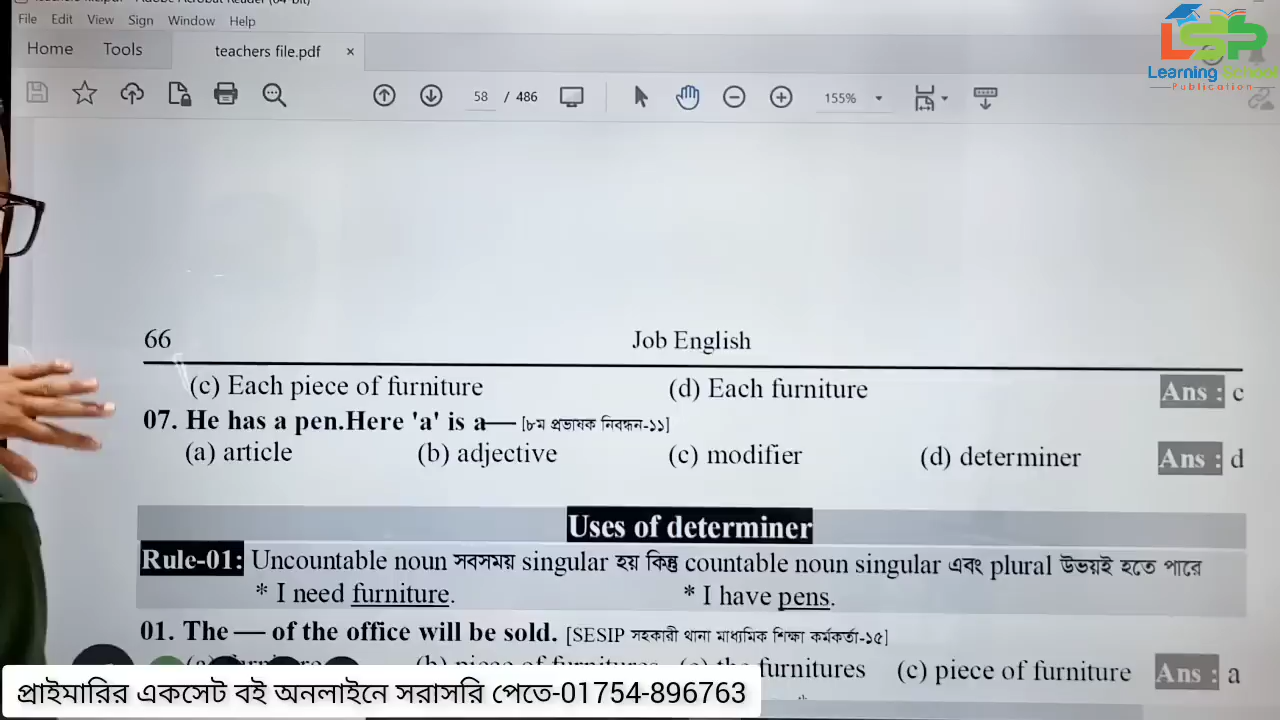 File Edit View Sign Window Help
Home Tools teachers file.pdf ×
58 / 486 155%
LSP
Learning School
Publication
66 Job English
(c) Each piece of furniture (d) Each furniture Ans : c
07. He has a pen.Here 'a' is a— [৮ম প্রভাষক নিবন্ধন-১১]
(a) article (b) adjective (c) modifier (d) determiner Ans : d
Uses of determiner
Rule-01: Uncountable noun সবসময় singular হয় কিন্তু countable noun singular এবং plural উভয়ই হতে পারে
* I need furniture. * I have pens.
01. The — of the office will be sold. [SESIP সহকারী থানা মাধ্যমিক শিক্ষা কর্মকর্তা-১৫]
furnitures (c) piece of furniture Ans : a
প্রাইমারির একসেট বই অনলাইনে সরাসরি পেতে-01754-896763